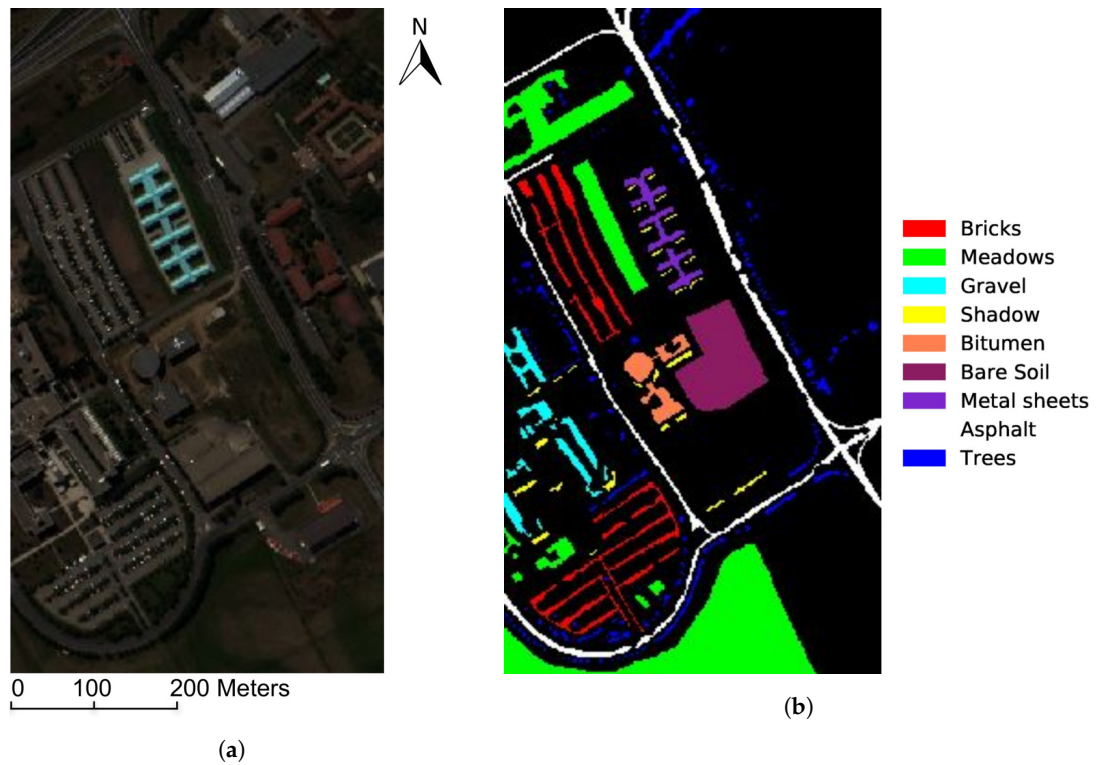 N
Bricks
Meadows
Gravel
Shadow
Bitumen
Bare Soil
Metal sheets
Asphalt
Trees
0 100 200 Meters
(a)
(b)